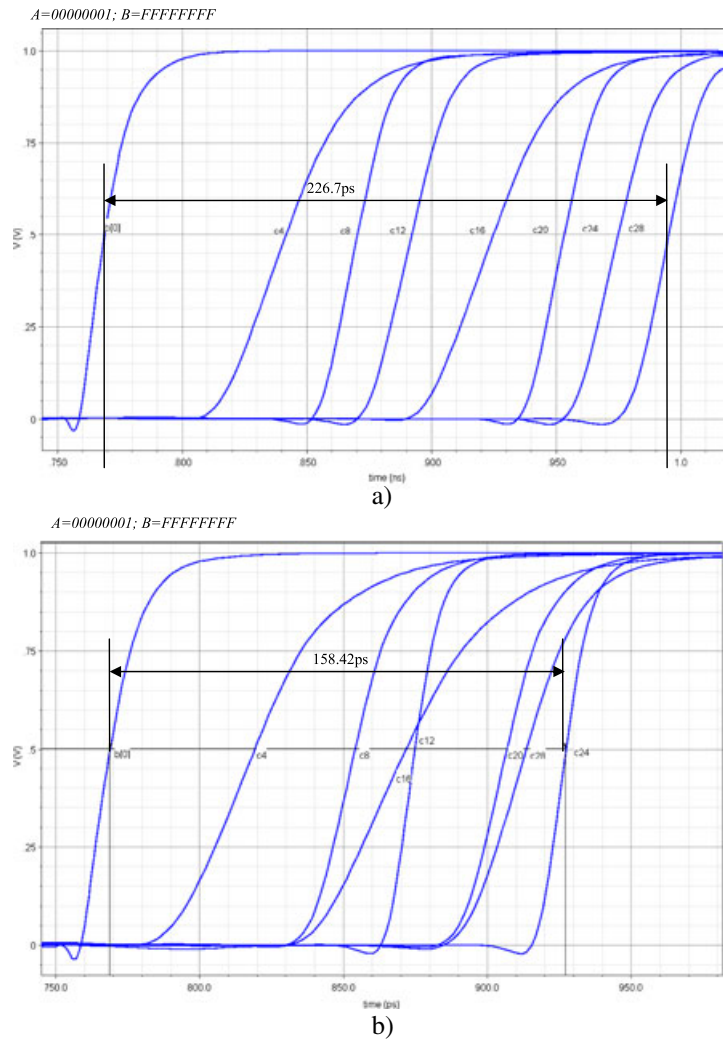 A=00000001; B=FFFFFFFF
1.0
.75
226.7ps
.5
b[0]
c4
c8
c12
c16
c20
c24
c28
V (V)
.25
0
.750
.800
.850
.900
.950
1.0
time (ns)
a)
A=00000001; B=FFFFFFFF
1.0
.75
158.42ps
.5
b[0]
c4
c8
c12
c16
c20
c28
c24
V (V)
.25
0
750.0
800.0
850.0
900.0
950.0
time (ps)
b)